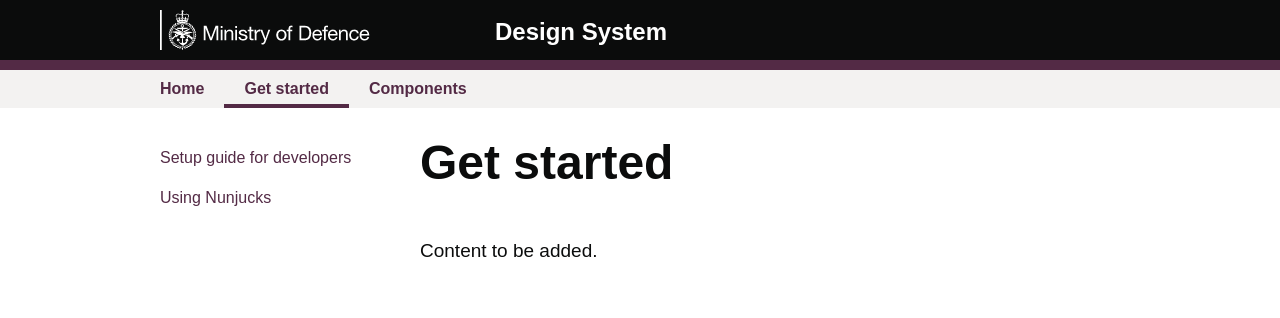 Ministry of Defence
Design System
Home Get started Components
Setup guide for developers
Using Nunjucks
Get started
Content to be added.